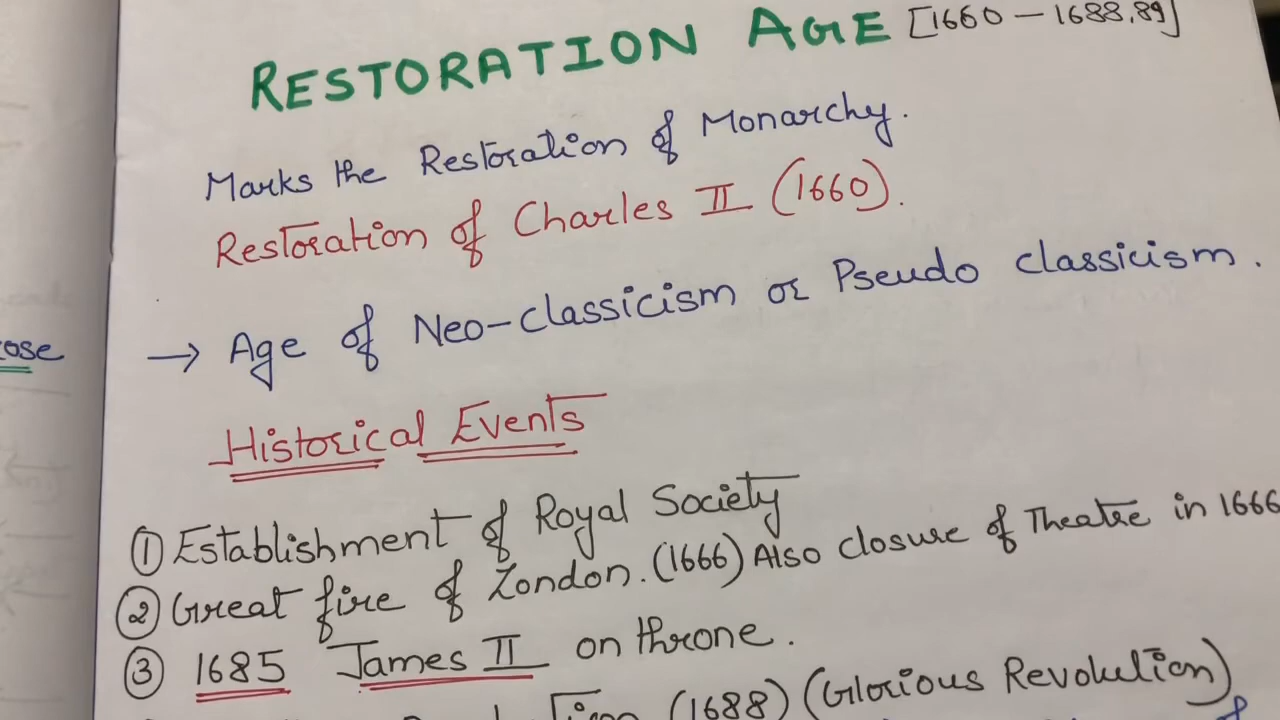 RESTORATION AGE [1660 – 1688,89]
Marks the Restoration of Monarchy.
Restoration of Charles II (1660).
→ Age of Neo-classicism or Pseudo classicism.
ose
Historical Events
① Establishment of Royal Society
② Great fire of London. (1666) Also closure of Theatre in 1666
③ 1685 James II on throne.
(1688) (Glorious Revolution)